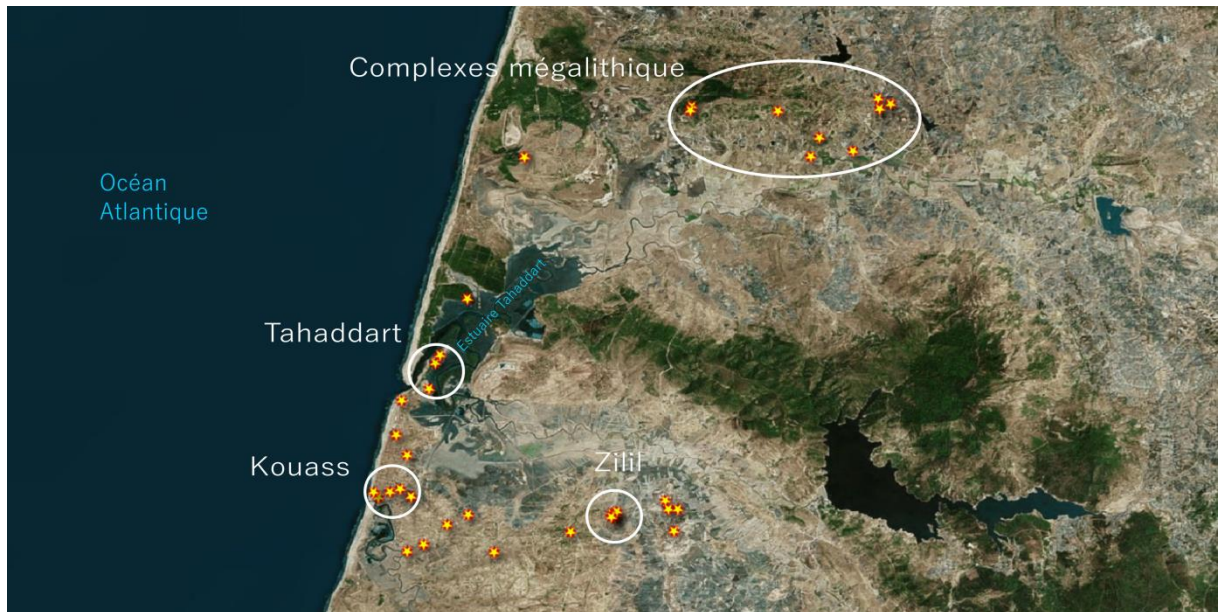 Complexes mégalithique
Océan
Atlantique
Estuaire Tahaddart
Tahaddart
Kouass
Zilil